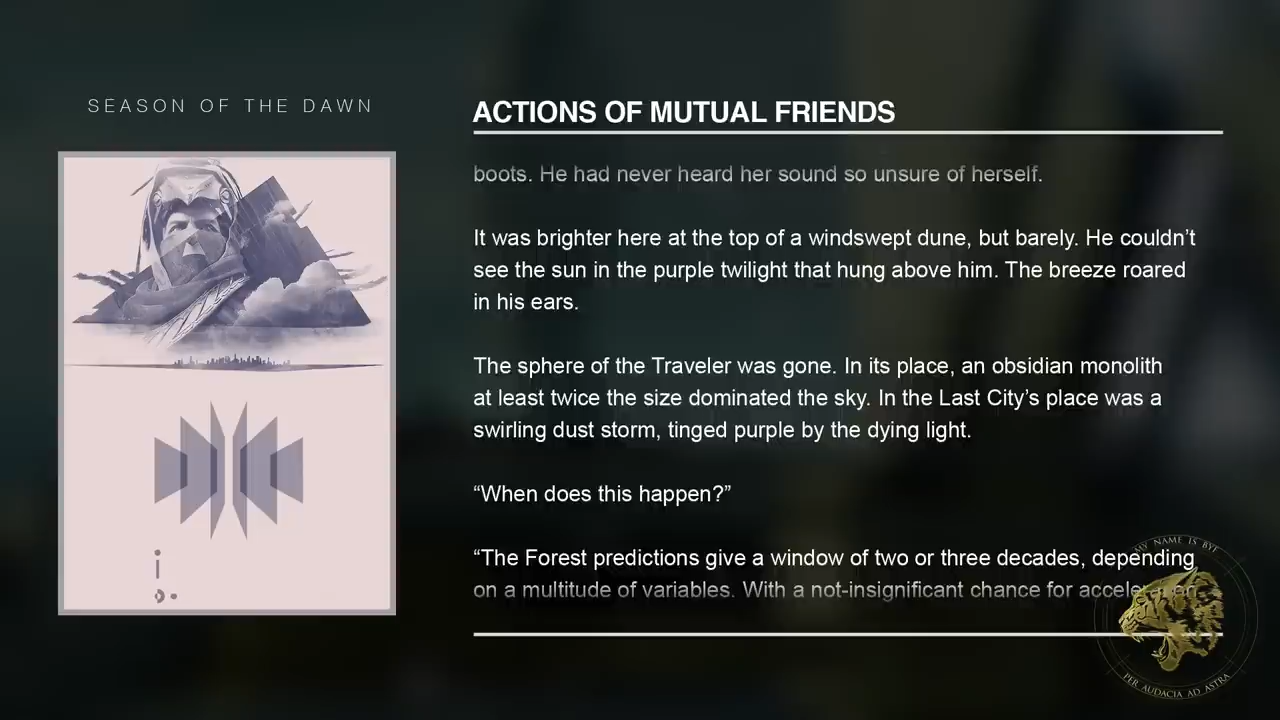 SEASON OF THE DAWN
ACTIONS OF MUTUAL FRIENDS
boots. He had never heard her sound so unsure of herself.
It was brighter here at the top of a windswept dune, but barely. He couldn’t
see the sun in the purple twilight that hung above him. The breeze roared
in his ears.
The sphere of the Traveler was gone. In its place, an obsidian monolith
at least twice the size dominated the sky. In the Last City’s place was a
swirling dust storm, tinged purple by the dying light.
“When does this happen?”
“The Forest predictions give a window of two or three decades, depending
on a multitude of variables. With a not-insignificant chance for
MY NAME IS BYF
PER AUDACIA AD ASTRA